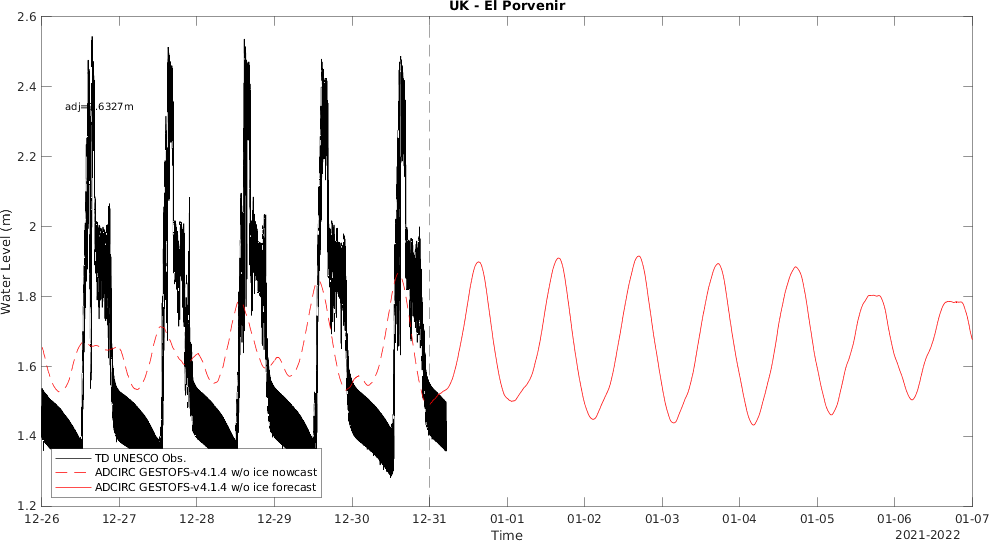 UK - El Porvenir
2.6
2.4
2.2
2
1.8
1.6
1.4
1.2
Water Level (m)
TD UNESCO Obs.
ADCIRC GESTOFS-v4.1.4 w/o ice nowcast
ADCIRC GESTOFS-v4.1.4 w/o ice forecast
12-26 12-27 12-28 12-29 12-30 12-31 01-01 01-02 01-03 01-04 01-05 01-06 01-07
Time
2021-2022